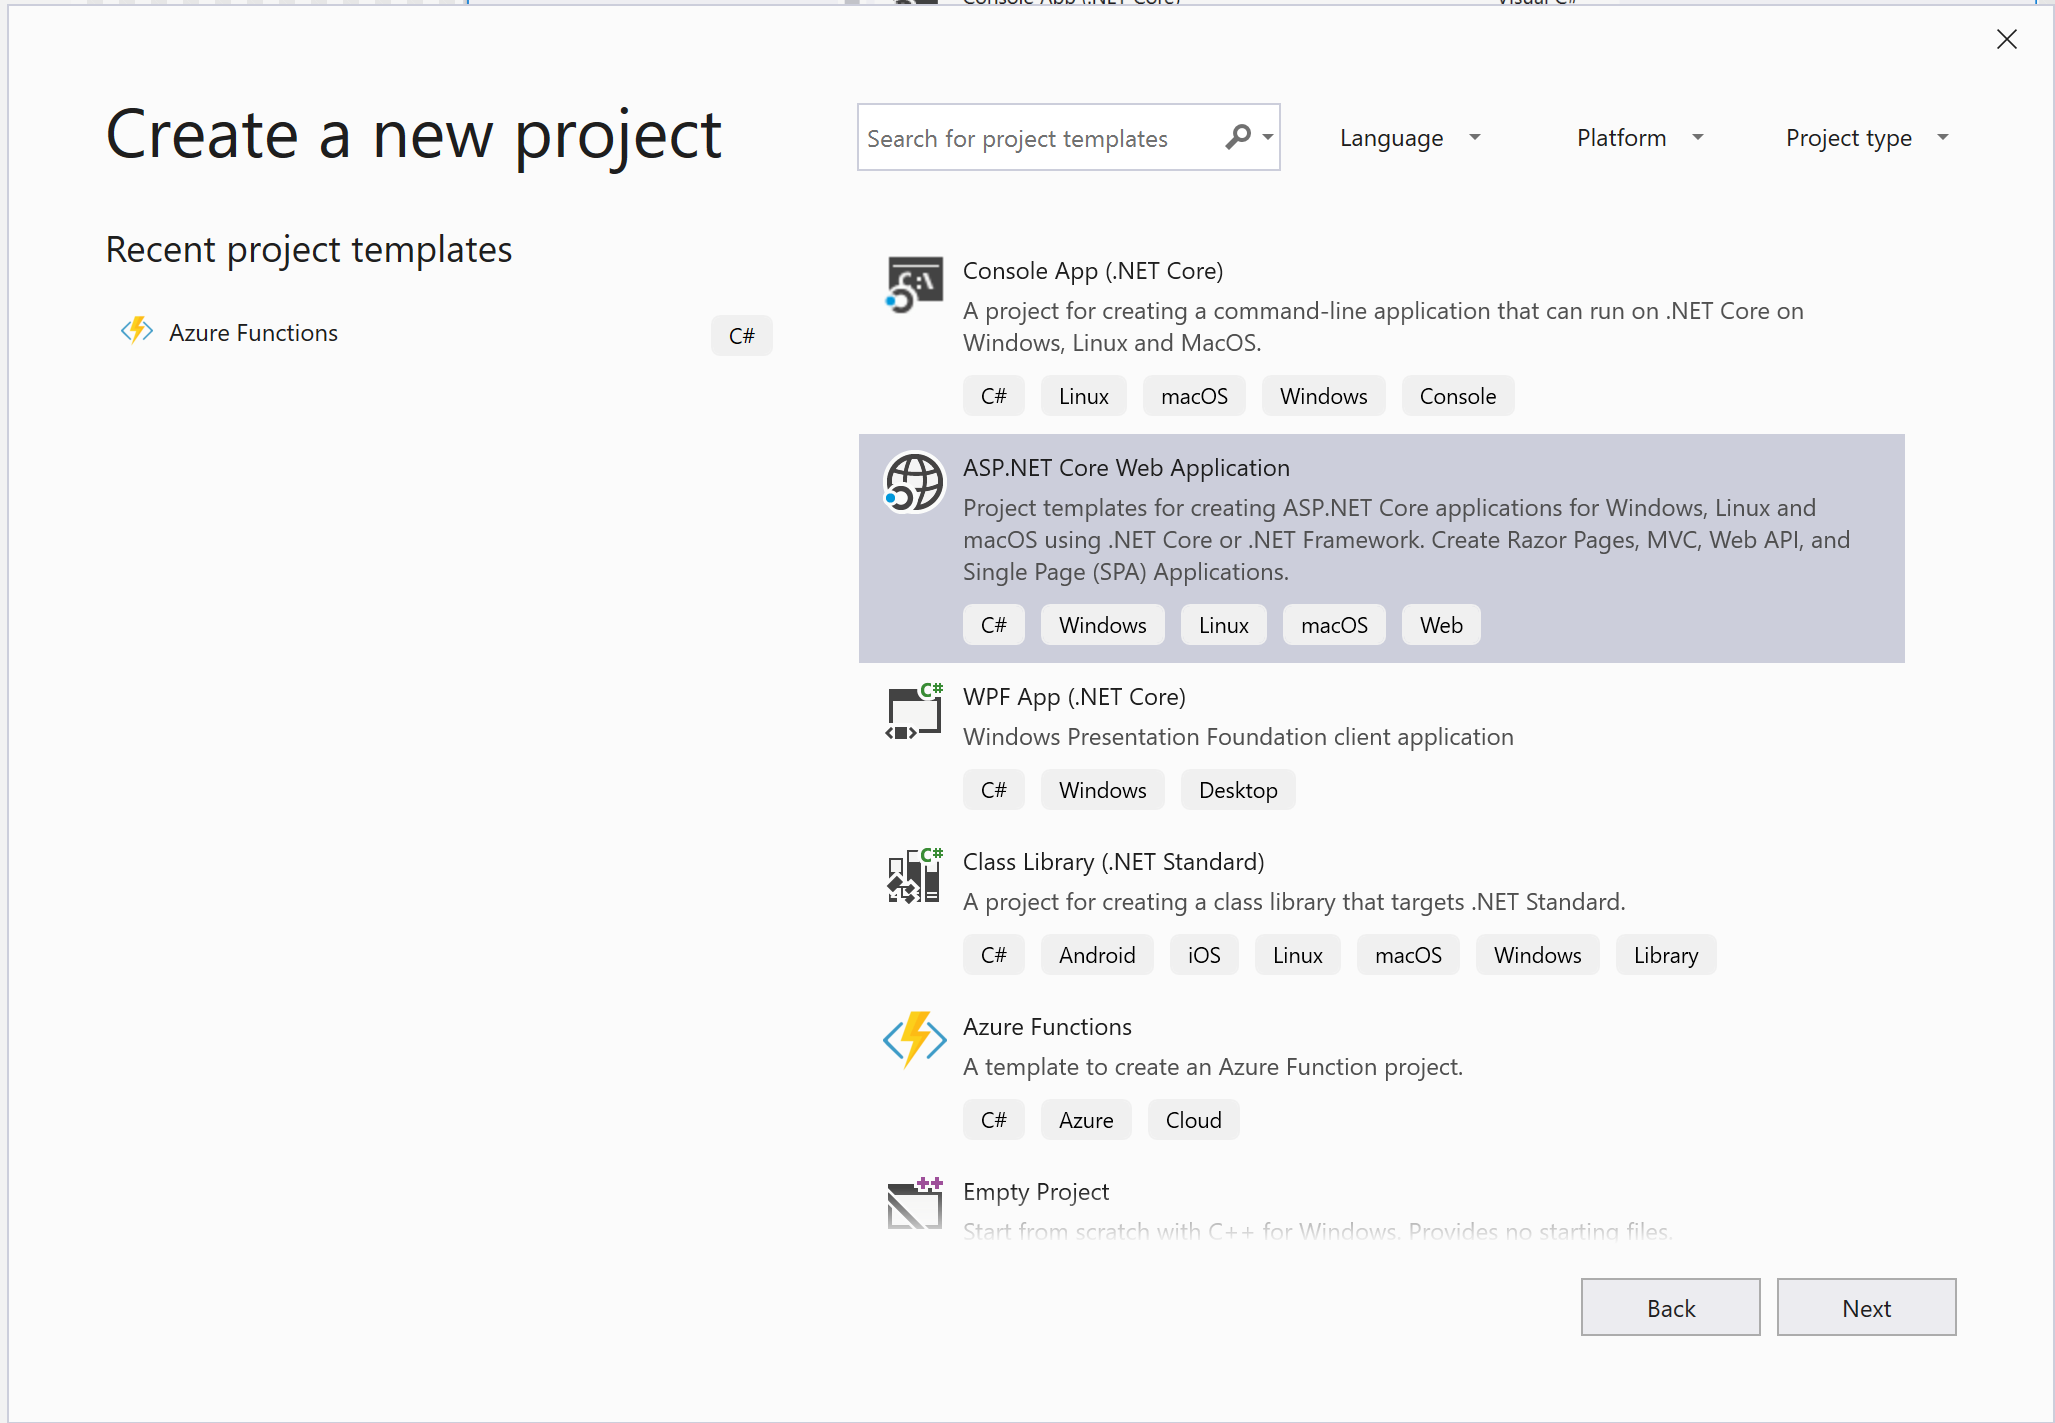 Console App (.NET Core)
Visual C#
Create a new project
Search for project templates
Language
Platform
Project type
Recent project templates
Azure Functions
C#
Console App (.NET Core)
A project for creating a command-line application that can run on .NET Core on
Windows, Linux and MacOS.
C# Linux macOS Windows Console
ASP.NET Core Web Application
Project templates for creating ASP.NET Core applications for Windows, Linux and
macOS using .NET Core or .NET Framework. Create Razor Pages, MVC, Web API, and
Single Page (SPA) Applications.
C# Windows Linux macOS Web
WPF App (.NET Core)
Windows Presentation Foundation client application
C# Windows Desktop
Class Library (.NET Standard)
A project for creating a class library that targets .NET Standard.
C# Android iOS Linux macOS Windows Library
Azure Functions
A template to create an Azure Function project.
C# Azure Cloud
Empty Project
Start from scratch with C++ for Windows. Provides no starting files.
Back
Next